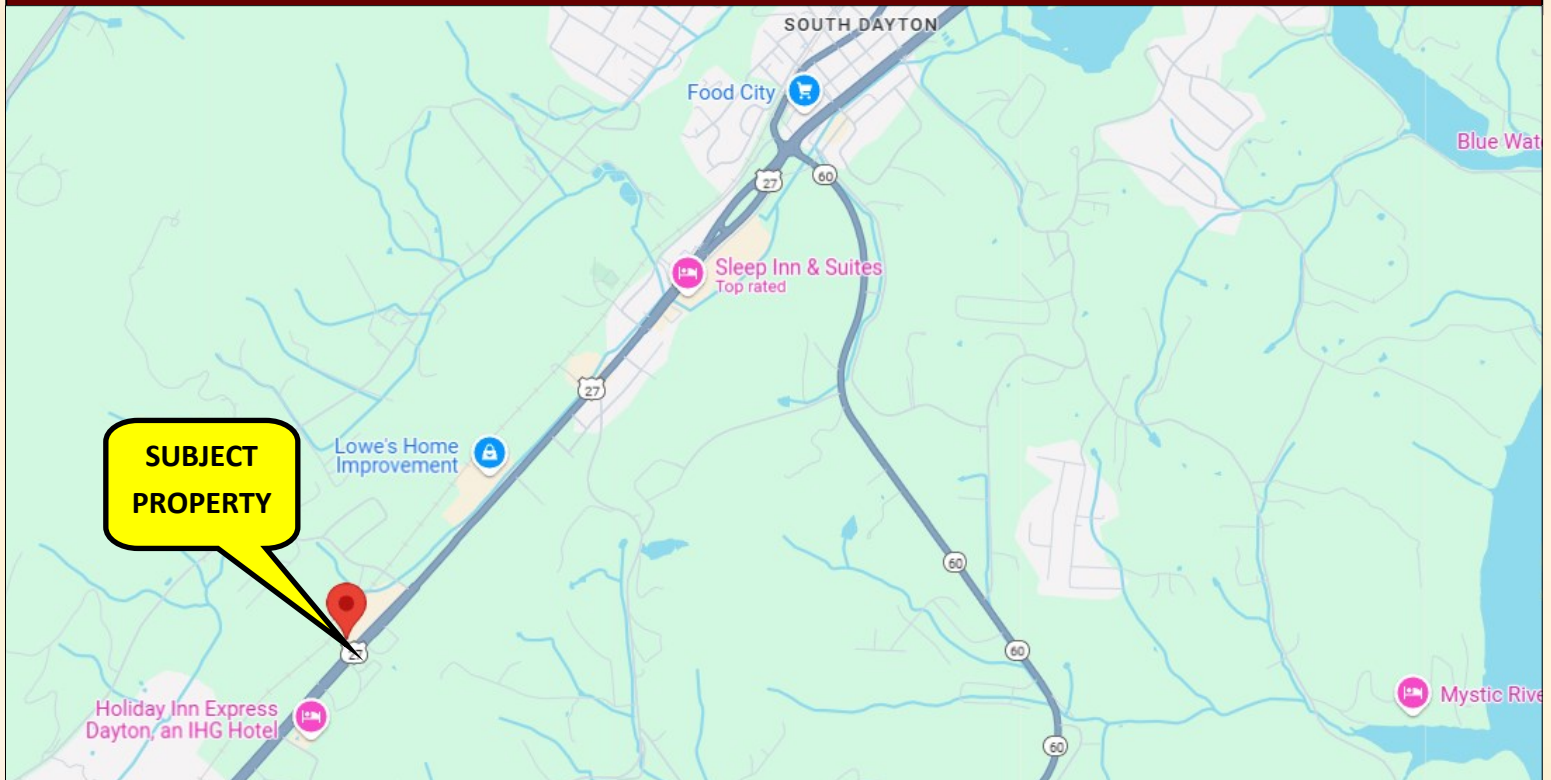 SOUTH DAYTON
Food City
Blue Wat
27
60
Sleep Inn & Suites
Top rated
27
Lowe's Home
Improvement
SUBJECT
PROPERTY
60
60
27
Holiday Inn Express
Dayton, an IHG Hotel
Mystic Rive
60